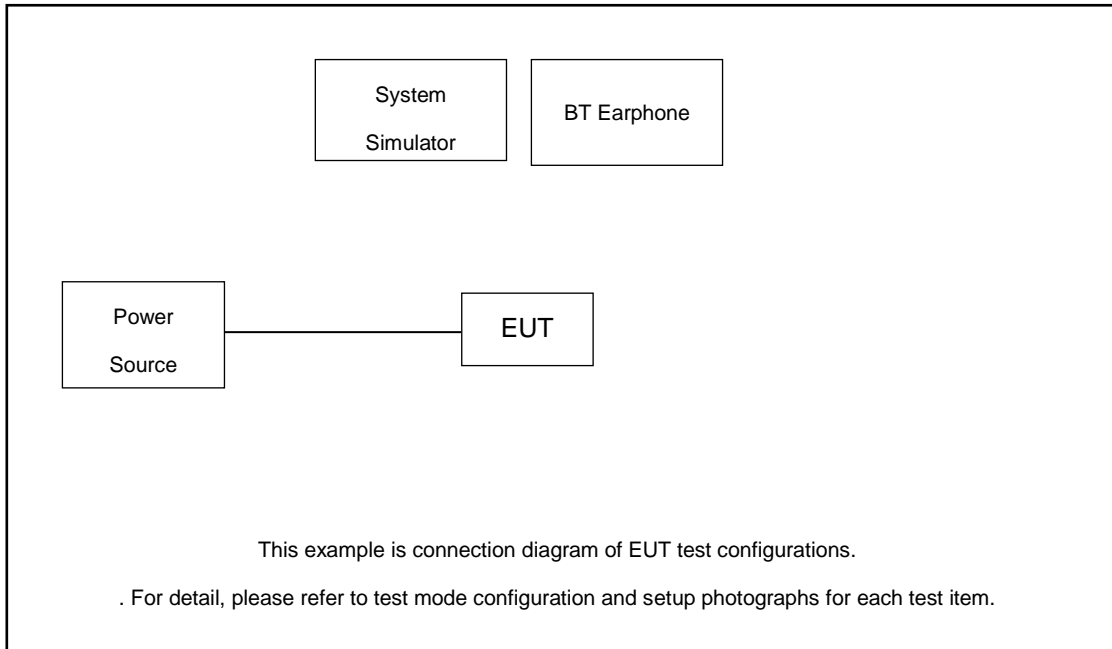 System
Simulator
BT Earphone
Power
Source
EUT
This example is connection diagram of EUT test configurations.
. For detail, please refer to test mode configuration and setup photographs for each test item.